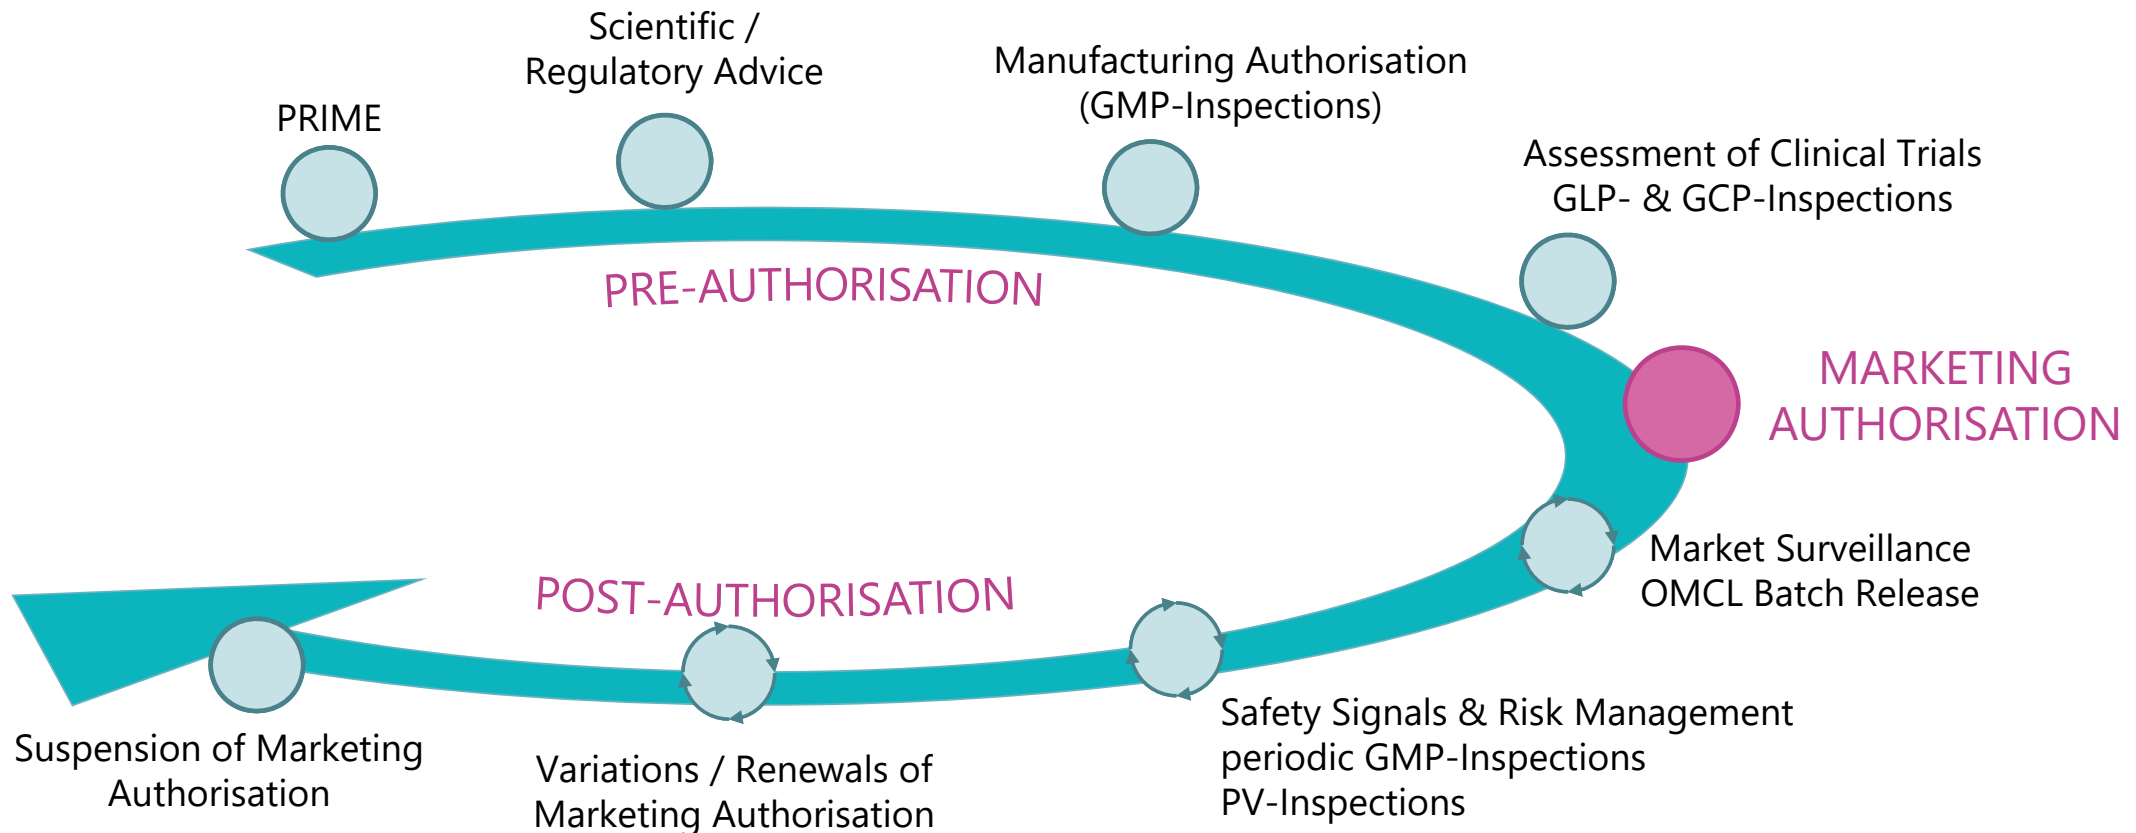 Scientific /
Regulatory Advice
Manufacturing Authorisation
(GMP-Inspections)
PRIME
Assessment of Clinical Trials
GLP- & GCP-Inspections
PRE-AUTHORISATION
MARKETING
AUTHORISATION
Market Surveillance
OMCL Batch Release
POST-AUTHORISATION
Safety Signals & Risk Management
periodic GMP-Inspections
PV-Inspections
Variations / Renewals of
Marketing Authorisation
Suspension of Marketing
Authorisation